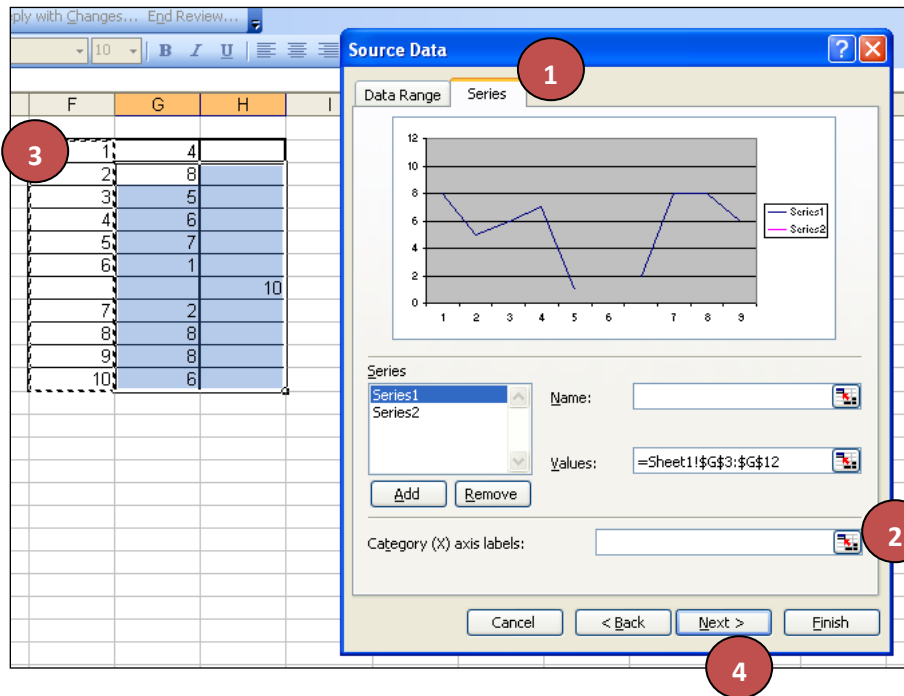 ply with Changes... End Review...
10 B I U
Source Data
1
Data Range Series
F G H I
3
1 4
2 8
3 5
4 6
5 7
6 1
10
7 2
8 8
9 8
10 6
12
10
8
6
4
2
0
1 2 3 4 5 6 7 8 9
Series1
Series2
Series
Series1
Series2
Name:
Values: =Sheet1!$G$3:$G$12
Add Remove
Category (X) axis labels:
2
Cancel < Back Next > Finish
4